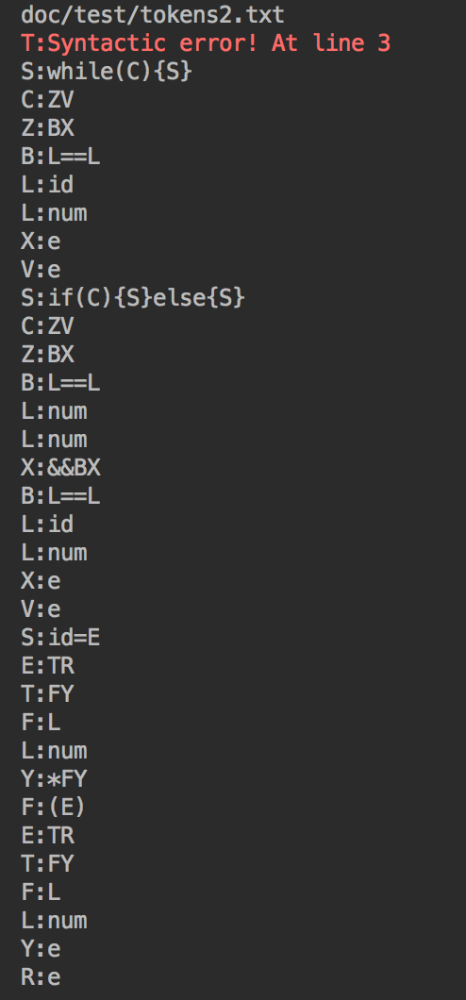 doc/test/tokens2.txt
T:Syntactic error! At line 3
S:while(C){S}
C:ZV
Z:BX
B:L==L
L:id
L:num
X:e
V:e
S:if(C){S}else{S}
C:ZV
Z:BX
B:L==L
L:num
L:num
X:&&BX
B:L==L
L:id
L:num
X:e
V:e
S:id=E
E:TR
T:FY
F:L
L:num
Y:*FY
F:(E)
E:TR
T:FY
F:L
L:num
Y:e
R:e